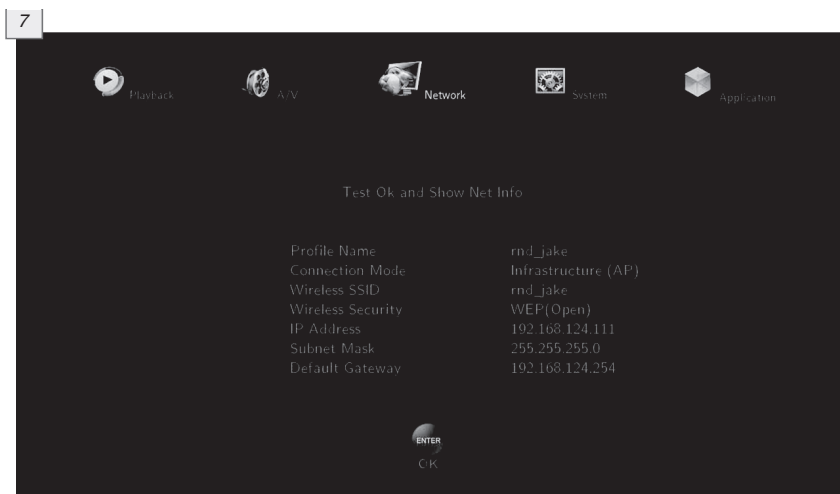 7
Playback A/V Network System Application
Test Ok and Show Net Info
Profile Name rnd_jake
Connection Mode Infrastructure (AP)
Wireless SSID rnd_jake
Wireless Security WEP(Open)
IP Address 192.168.124.111
Subnet Mask 255.255.255.0
Default Gateway 192.168.124.254
ENTER
OK